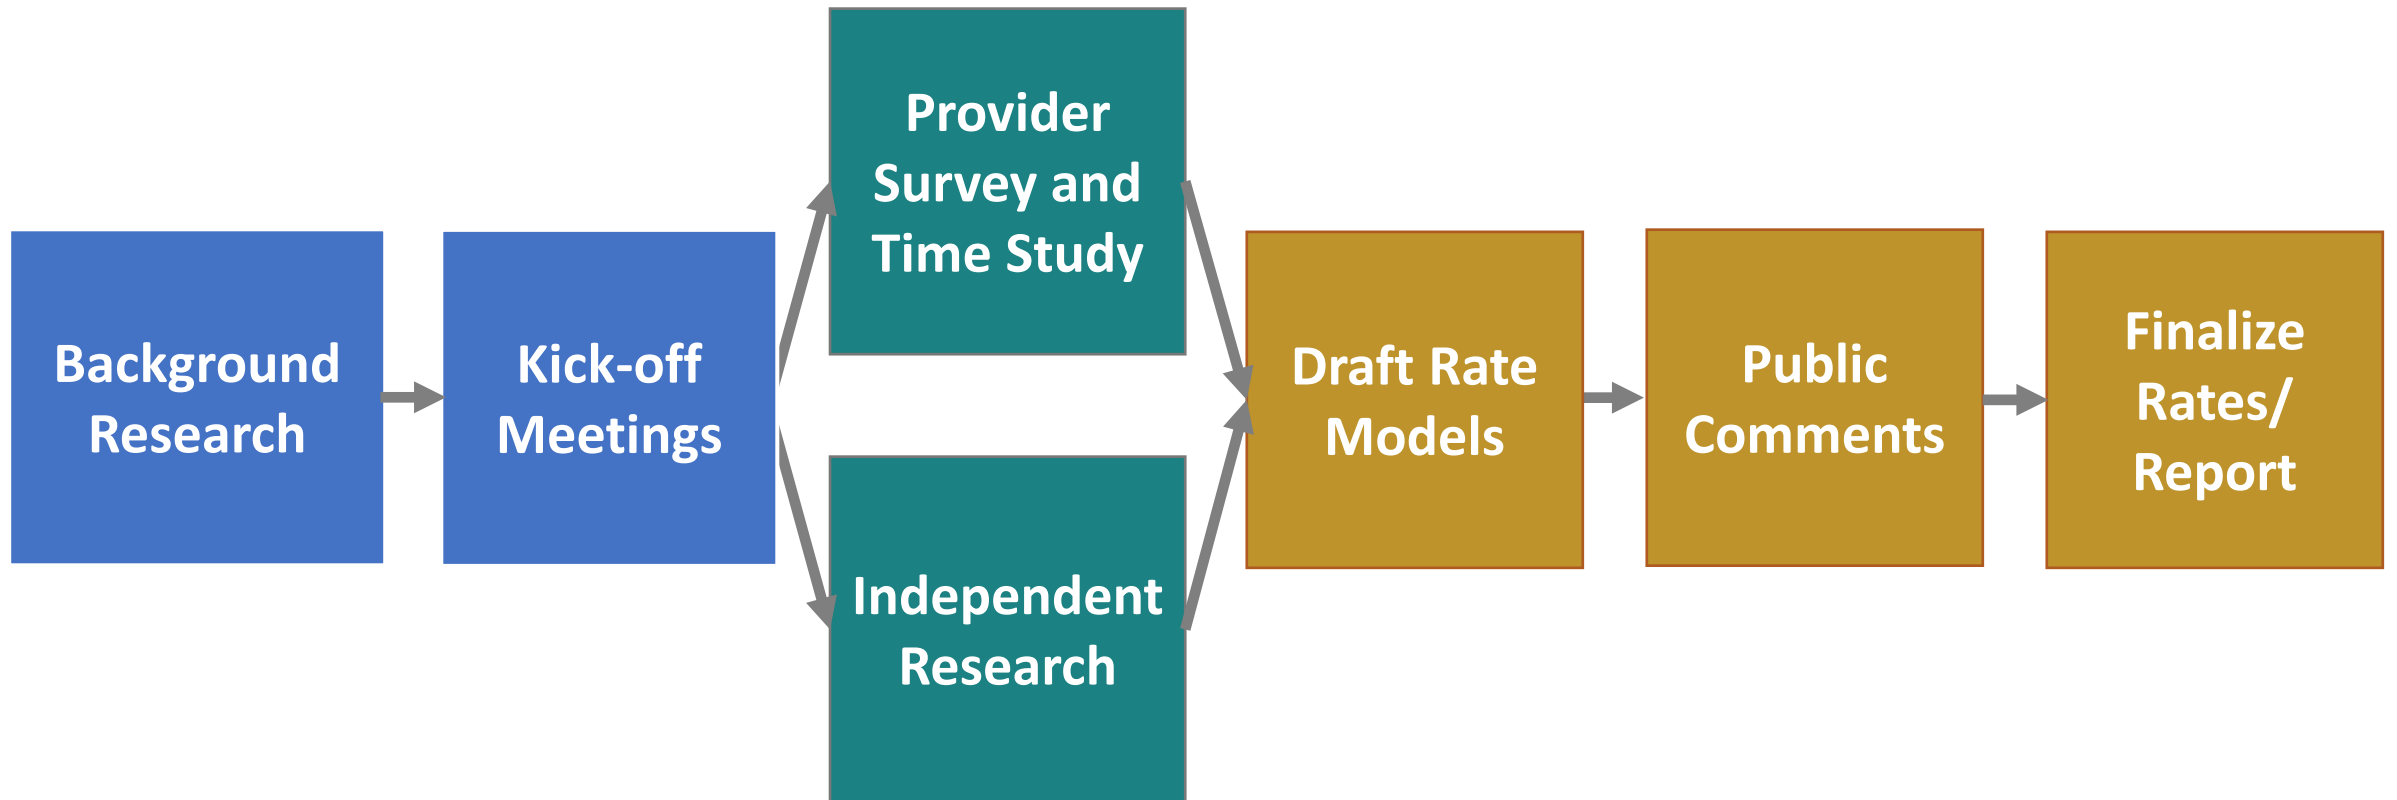 Background
Research
Kick-off
Meetings
Provider
Survey and
Time Study
Independent
Research
Draft Rate
Models
Public
Comments
Finalize
Rates/
Report